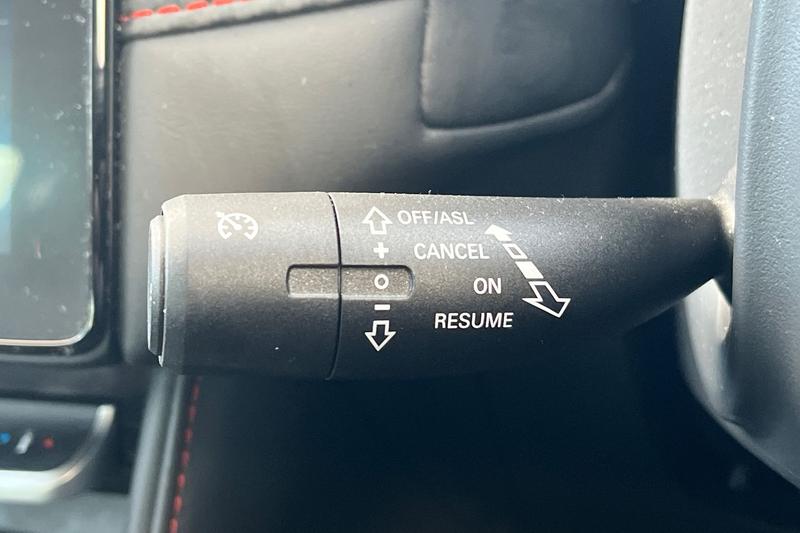 OFF/ASL
+ CANCEL
O ON
- RESUME